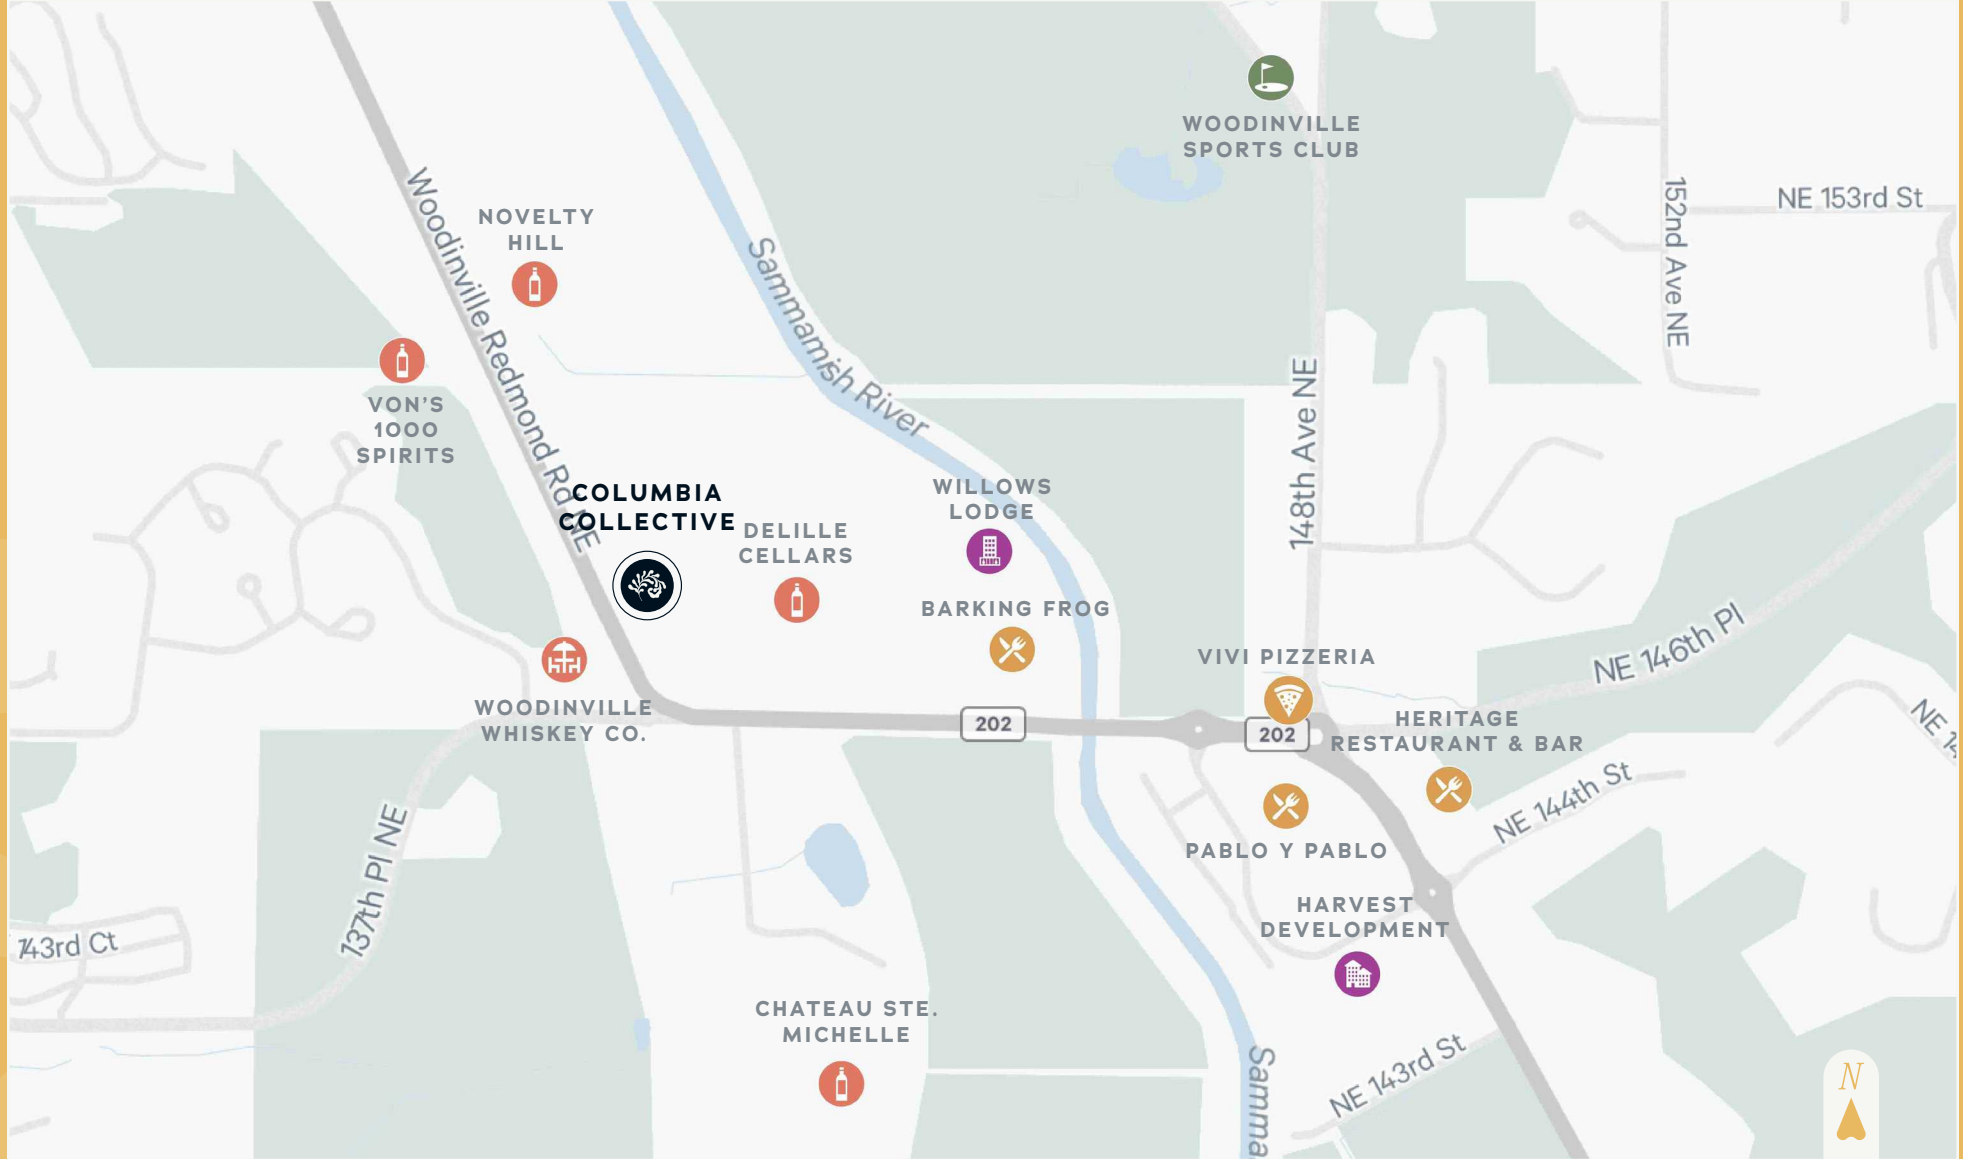 WOODINVILLE
SPORTS CLUB
NE 153rd St
152nd Ave NE
Woodinville Redmond Rd NE
NOVELTY
HILL
Sammamish River
VON'S
1000
SPIRITS
148th Ave NE
COLUMBIA
COLLECTIVE
DELILLE
CELLARS
WILLOWS
LODGE
BARKING FROG
VIVI PIZZERIA
NE 146th Pl
WOODINVILLE
WHISKEY CO.
202
202
HERITAGE
RESTAURANT & BAR
NE 144th St
137th Pl NE
PABLO Y PABLO
HARVEST
DEVELOPMENT
143rd Ct
CHATEAU STE.
MICHELLE
NE 143rd St
Samma
NE 14
N